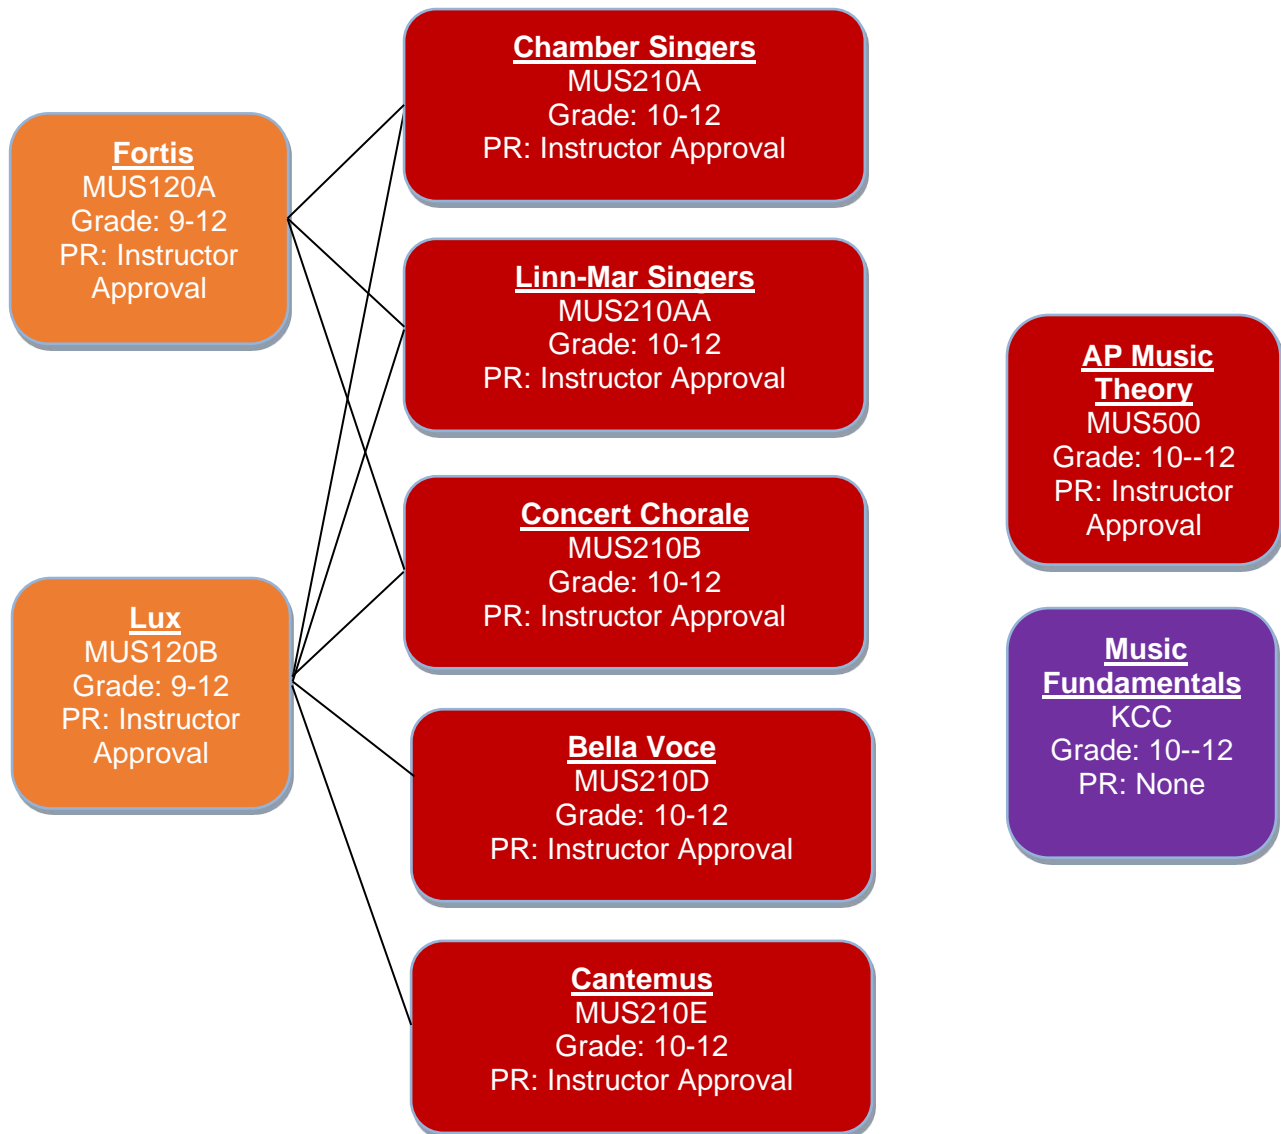 Fortis
MUS120A
Grade: 9-12
PR: Instructor
Approval
Lux
MUS120B
Grade: 9-12
PR: Instructor
Approval
Chamber Singers
MUS210A
Grade: 10-12
PR: Instructor Approval
Linn-Mar Singers
MUS210AA
Grade: 10-12
PR: Instructor Approval
Concert Chorale
MUS210B
Grade: 10-12
PR: Instructor Approval
Bella Voce
MUS210D
Grade: 10-12
PR: Instructor Approval
Cantemus
MUS210E
Grade: 10-12
PR: Instructor Approval
AP Music
Theory
MUS500
Grade: 10--12
PR: Instructor
Approval
Music
Fundamentals
KCC
Grade: 10--12
PR: None